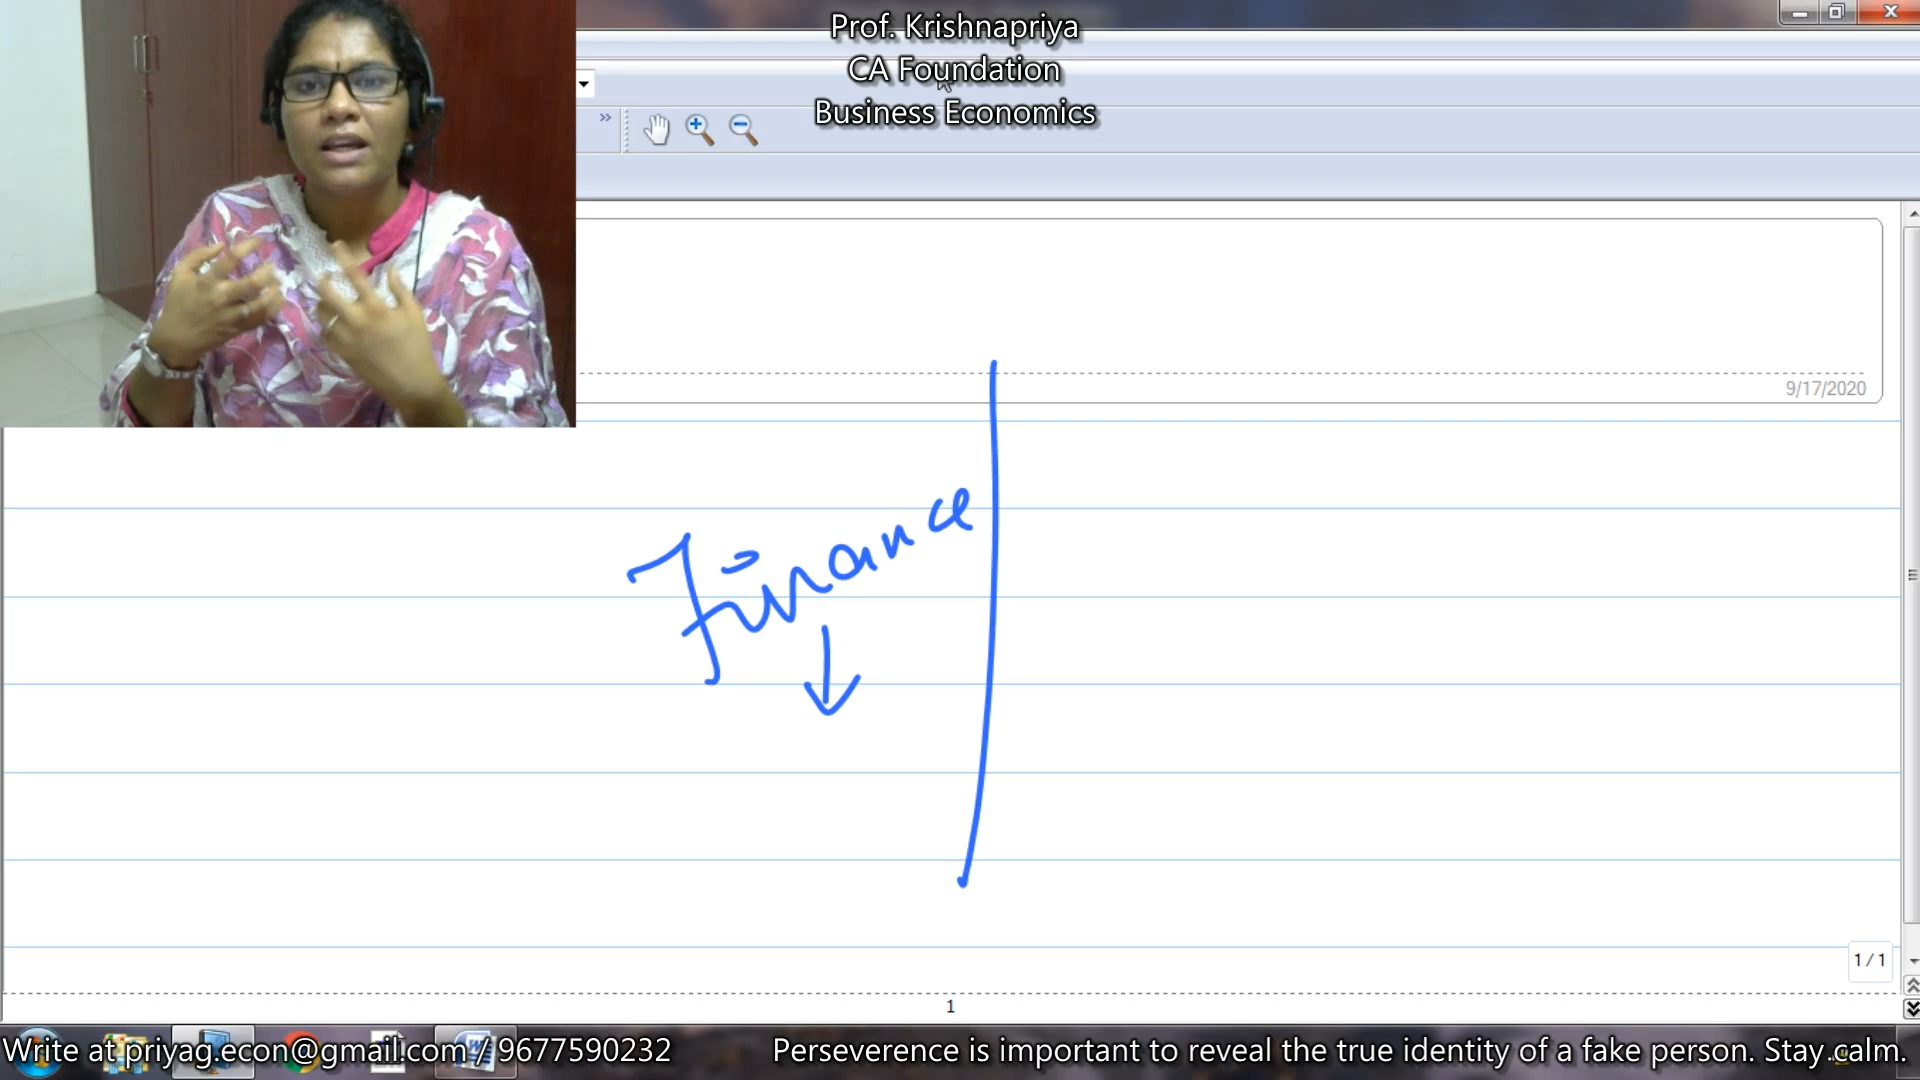 Prof. Krishnapriya
CA Foundation
Business Economics
9/17/2020
Finance
1 / 1
1
Write at priyag.econ@gmail.com / 9677590232
Perseverence is important to reveal the true identity of a fake person. Stay calm.